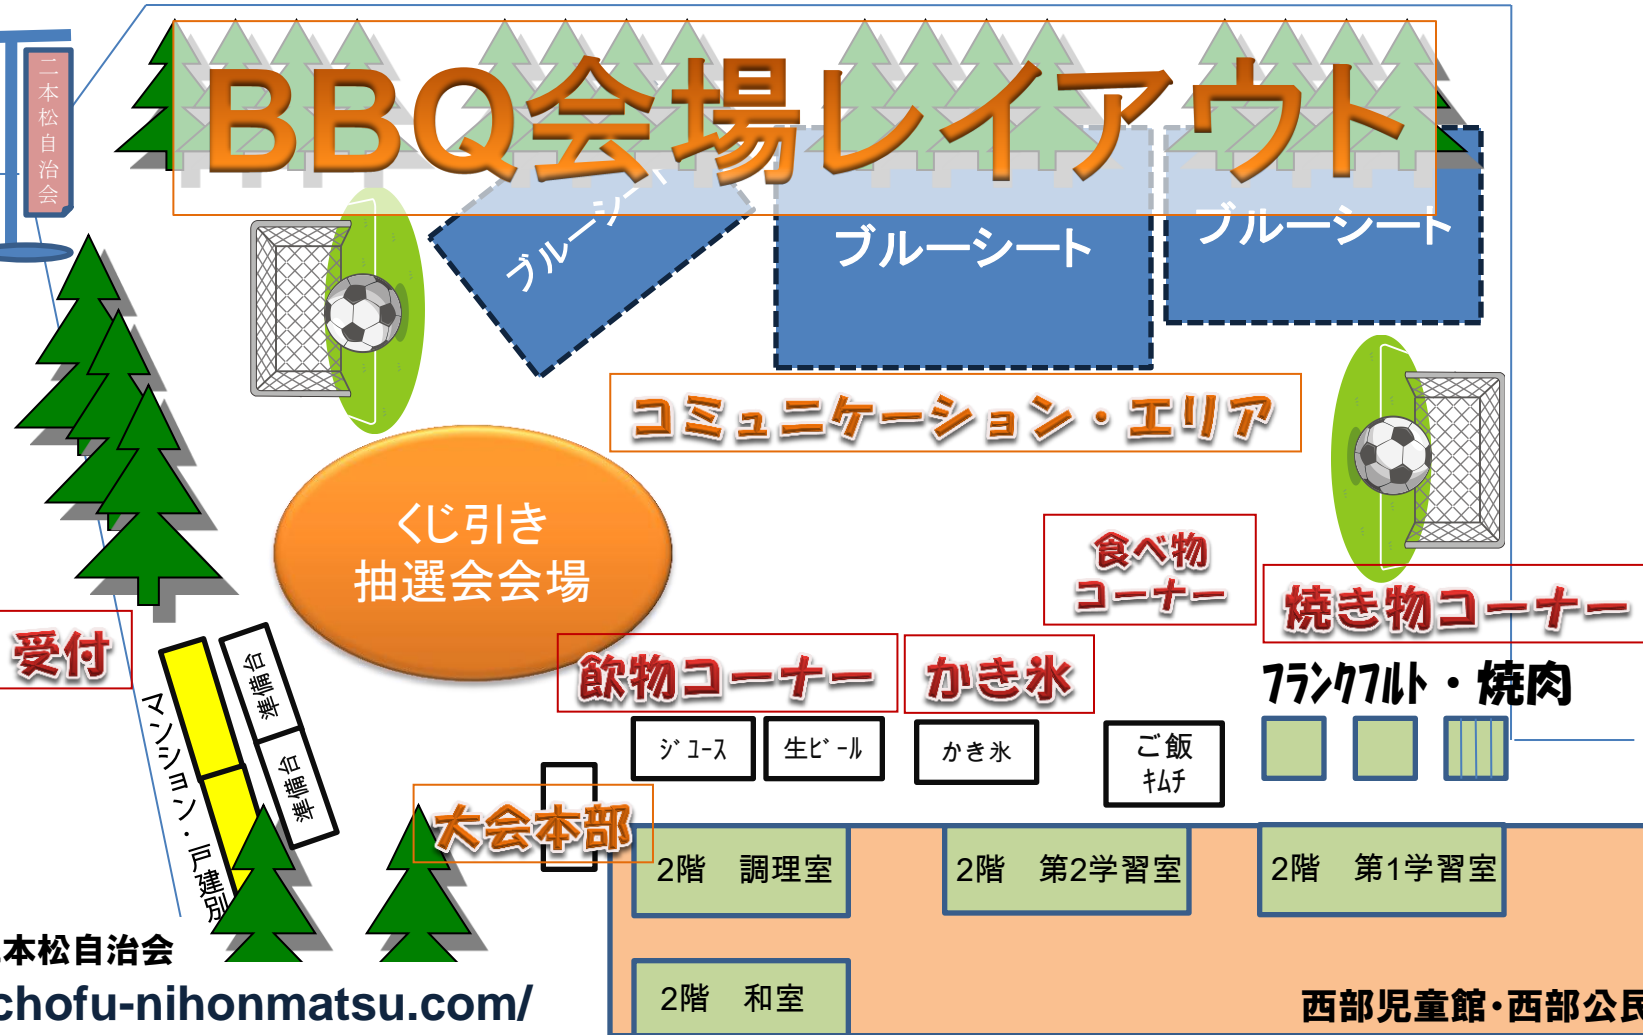 BBQ会場レイアウト
二本松自治会
ブルーシート
ブルーシート
ブルーシート
コミュニケーション・エリア
くじ引き
抽選会会場
食べ物
コーナー
焼き物コーナー
受付
飲物コーナー
かき氷
フランクフルト・焼肉
準備台
準備台
マンション・戸建別
ジュース
生ビール
かき氷
ご飯
キムチ
大会本部
2階 調理室
2階 第2学習室
2階 第1学習室
2階 和室
本松自治会
chofu-nihonmatsu.com/
西部児童館・西部公民